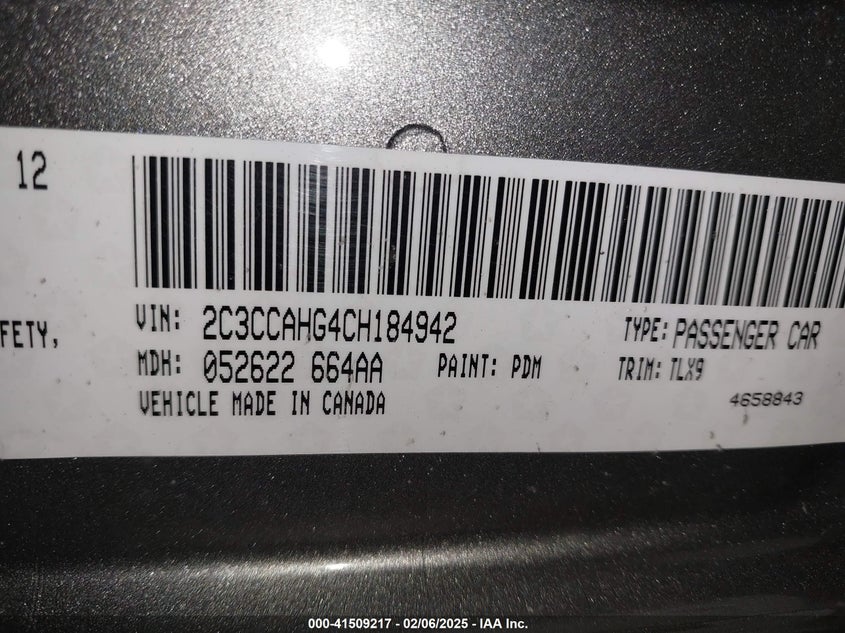 12
FETY,
VIN: 2C3CCAHG4CH184942 TYPE: PASSENGER CAR
MDH: 052622 664AA PAINT: PDM TRIM: TLX9
VEHICLE MADE IN CANADA 4658843
000-41509217 - 02/06/2025 - IAA Inc.